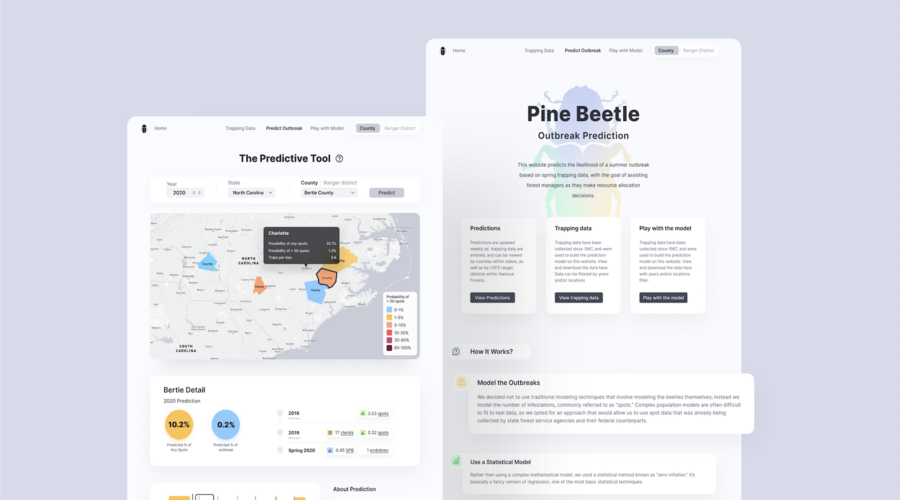 Home
Trapping Data
Predict Outbreak
Play with Model
County
Ranger District
Pine Beetle
Outbreak Prediction
This website predicts the likelihood of a summer outbreak
based on spring trapping data, with the goal of assisting
forest managers as they make resource allocation
decisions.
Predictions
Predictions are updated
weekly as trapping data are
entered, and can be viewed
by counties within states, as
well as by USFS ranger
districts within National
Forests.
View Predictions
Trapping data
Trapping data have been
collected since 1987, and were
used to build the prediction
model on this website. View
and download the data here.
Data can be filtered by years
and/or locations
View trapping data
Play with the model
Trapping data have been
collected since 1987, and were
used to build the prediction
model on this website. View
and download the data here
with years and/or locations
filter.
Play with the model
How It Works?
Model the Outbreaks
We decided not to use traditional modeling techniques that involve modeling the beetles themselves; instead we
model the number of infestations, commonly referred to as "spots." Complex population models are often difficult
to fit to real data, so we opted for an approach that would allow us to use spot data that was already being
collected by state forest service agencies and their federal counterparts.
Use a Statistical Model
Rather than using a complex mathematical model, we used a statistical method known as "zero-inflation." It's
basically a fancy version of regression, one of the most basic statistical techniques.
Home
Trapping Data
Predict Outbreak
Play with Model
County
Ranger District
The Predictive Tool
Year
2020
State
North Carolina
County
Ranger district
Bertie County
Predict
Charlotte
Possibility of any spots:
Possibility of > 50 spots:
Traps per day:
NORTH
CAROLINA
SOUTH
CAROLINA
County
County
County
County
Probability of
> 50 spots
0-1%
1-5%
5-10%
10-30%
30-60%
60-100%
Bertie Detail
2020 Prediction
10.2%
Predicted % of
Any Spots
0.2%
Predicted % of
outbreak
2018
3.53 spots
2019
17 clerids
0.32 spots
Spring 2020
0.45 SPB
1 endobrev
About Prediction